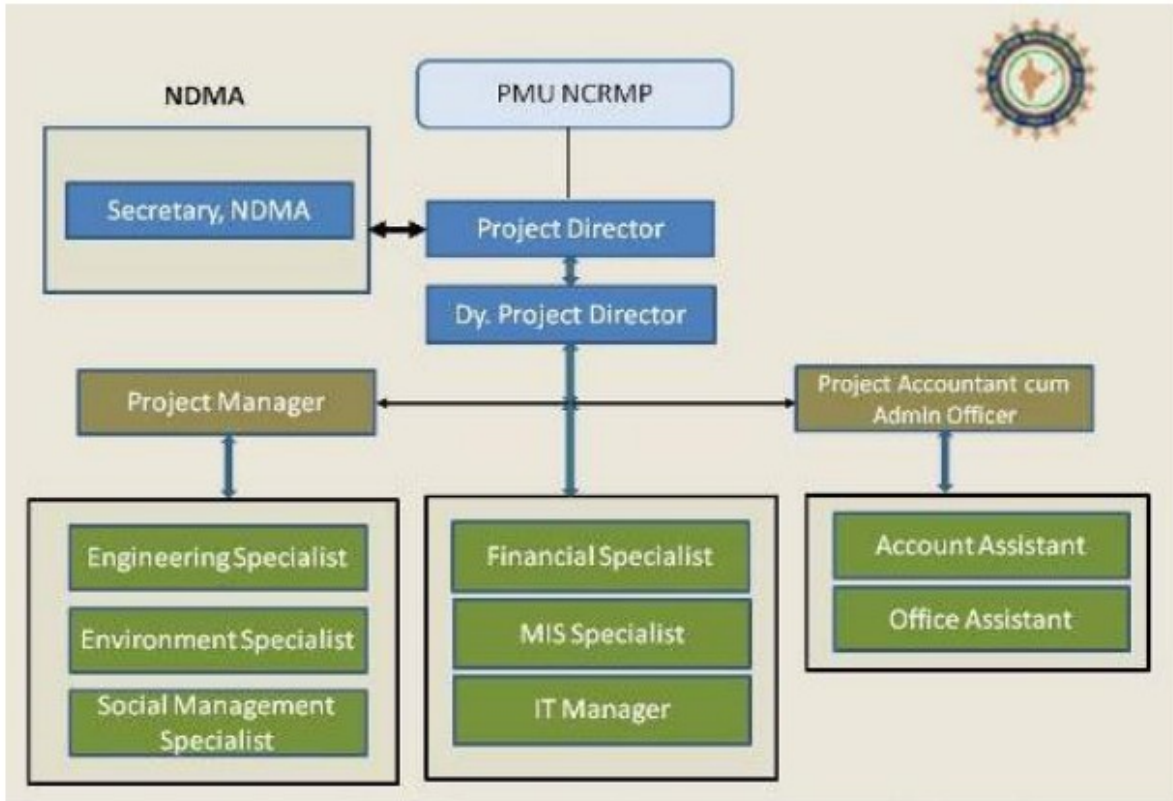 NDMA
PMU NCRMP
Secretary, NDMA
Project Director
Dy. Project Director
Project Manager
Project Accountant cum
Admin Officer
Engineering Specialist
Environment Specialist
Social Management
Specialist
Financial Specialist
MIS Specialist
IT Manager
Account Assistant
Office Assistant